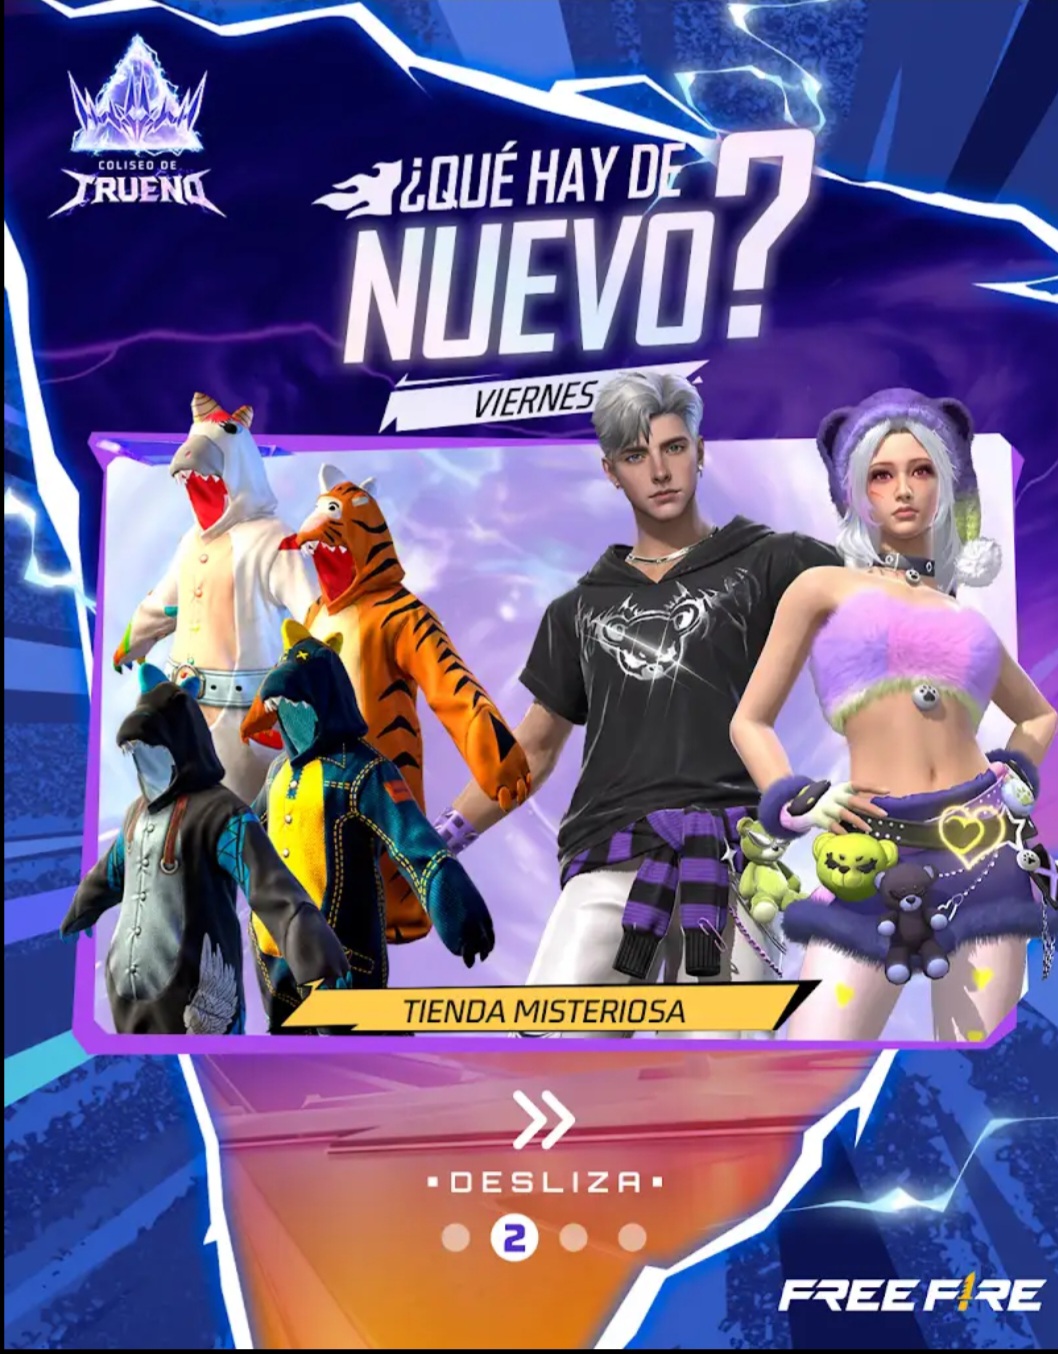 COLISEO DE
TRUENO
¿QUÉ HAY DE
NUEVO?
VIERNES
TIENDA MISTERIOSA
DESLIZA
2
FREE FIRE